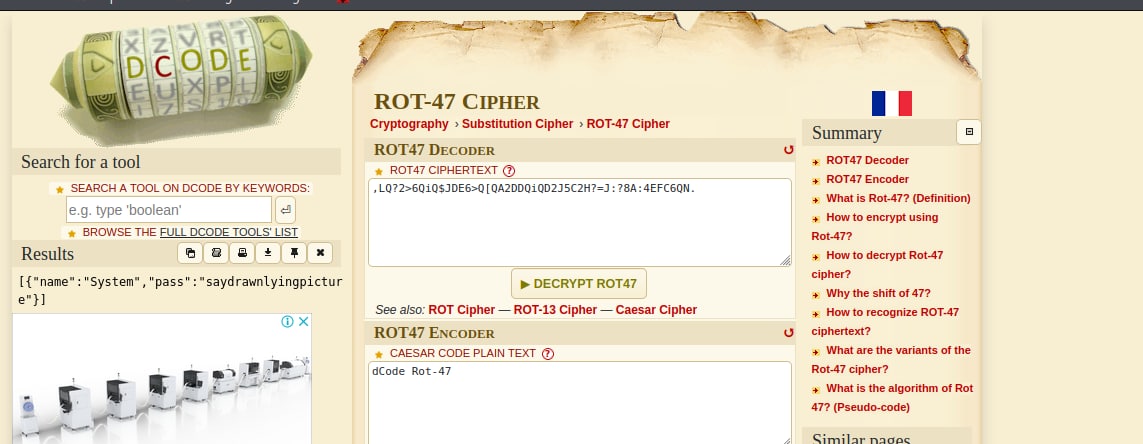 X Z V R T
D C O D E
E U X P L
Search for a tool
SEARCH A TOOL ON DCODE BY KEYWORDS:
e.g. type 'boolean'
BROWSE THE FULL DCODE TOOLS' LIST
Results
[{"name":"System","pass":"saydrawnlyingpictur
e"}]
ROT-47 CIPHER
Cryptography › Substitution Cipher › ROT-47 Cipher
ROT47 DECODER
ROT47 CIPHERTEXT ?
,LQ?2>6QiQ$JDE6>Q[QA2DDQiQD2J5C2H?=J:?8A:4EFC6QN.
▶ DECRYPT ROT47
See also: ROT Cipher — ROT-13 Cipher — Caesar Cipher
ROT47 ENCODER
CAESAR CODE PLAIN TEXT ?
dCode Rot-47
Summary
ROT47 Decoder
ROT47 Encoder
What is Rot-47? (Definition)
How to encrypt using
Rot-47?
How to decrypt Rot-47
cipher?
Why the shift of 47?
How to recognize ROT-47
ciphertext?
What are the variants of the
Rot-47 cipher?
What is the algorithm of Rot
47? (Pseudo-code)
Similar pages